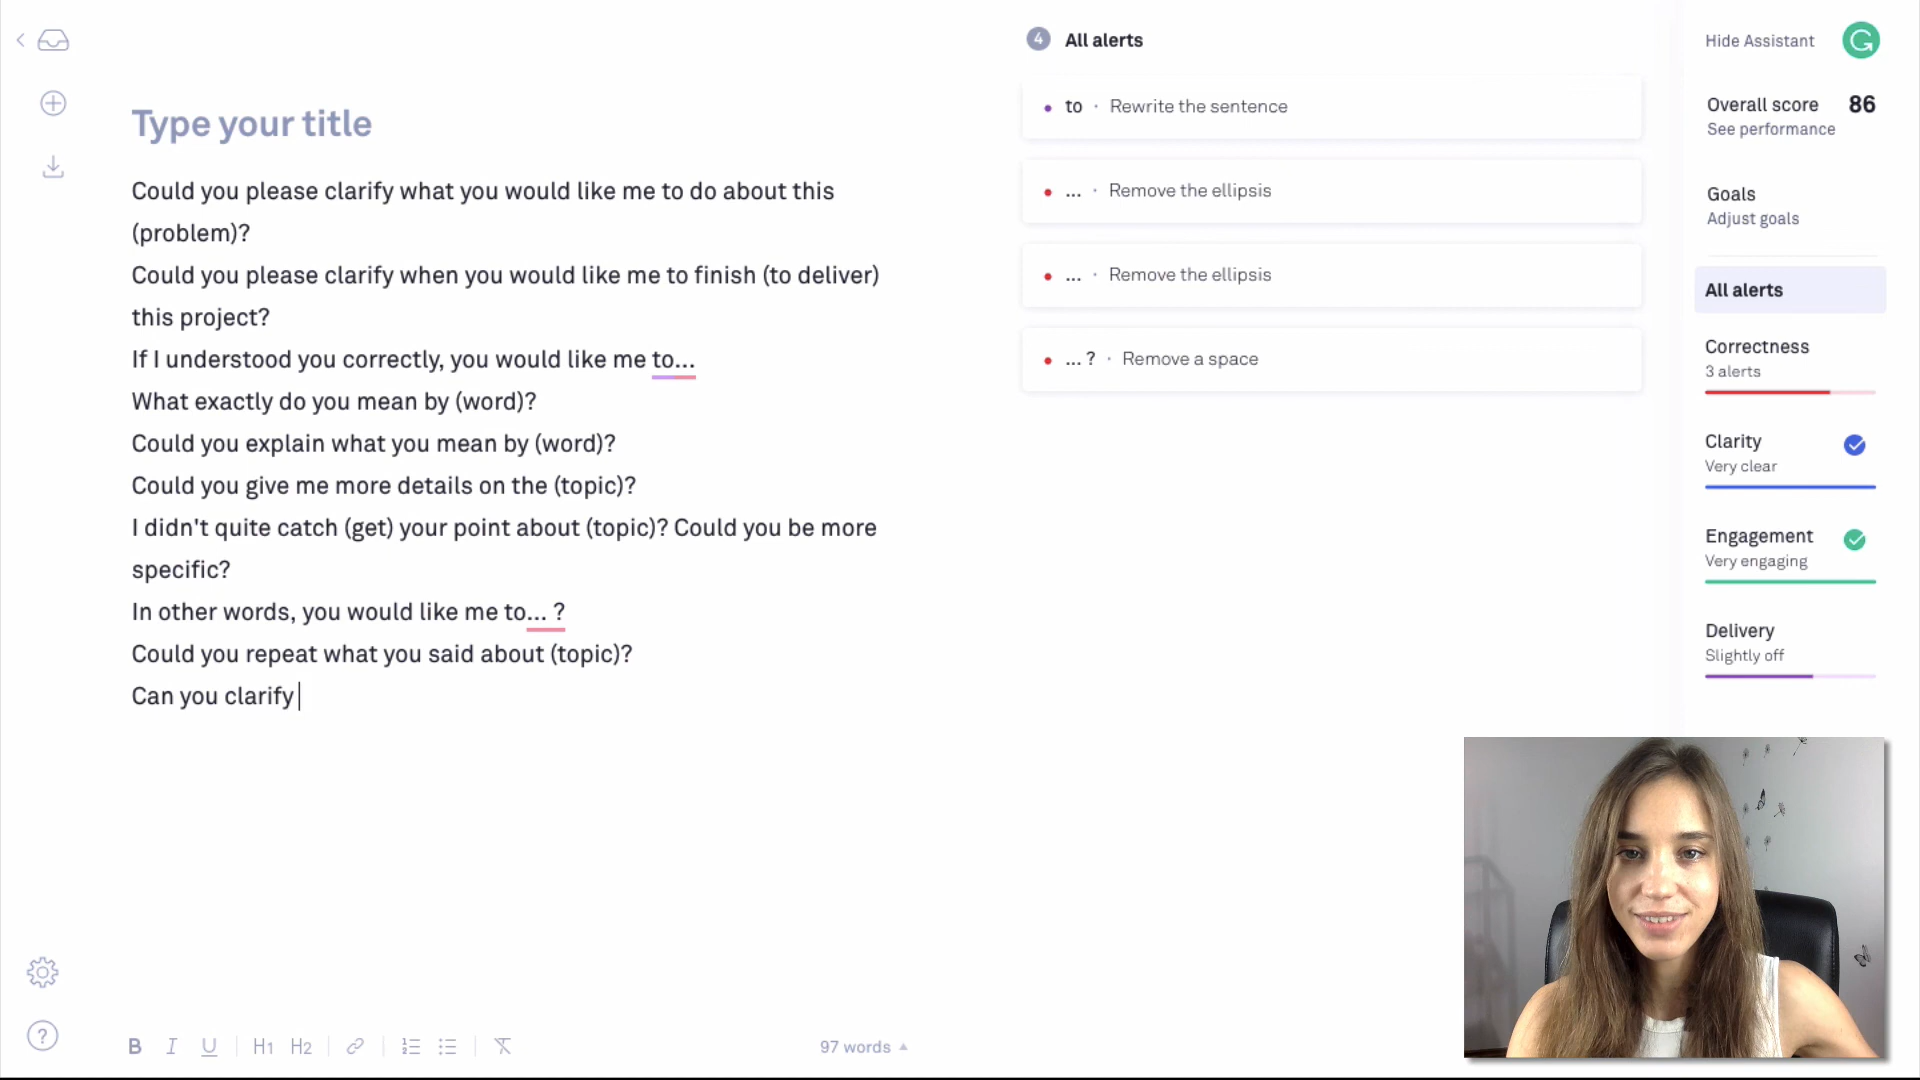 Type your title
Could you please clarify what you would like me to do about this
(problem)?
Could you please clarify when you would like me to finish (to deliver)
this project?
If I understood you correctly, you would like me to...
What exactly do you mean by (word)?
Could you explain what you mean by (word)?
Could you give me more details on the (topic)?
I didn't quite catch (get) your point about (topic)? Could you be more
specific?
In other words, you would like me to... ?
Could you repeat what you said about (topic)?
Can you clarify
B I U H1 H2
97 words
4 All alerts
to · Rewrite the sentence
... · Remove the ellipsis
... · Remove the ellipsis
... ? · Remove a space
Hide Assistant
Overall score 86
See performance
Goals
Adjust goals
All alerts
Correctness
3 alerts
Clarity
Very clear
Engagement
Very engaging
Delivery
Slightly off